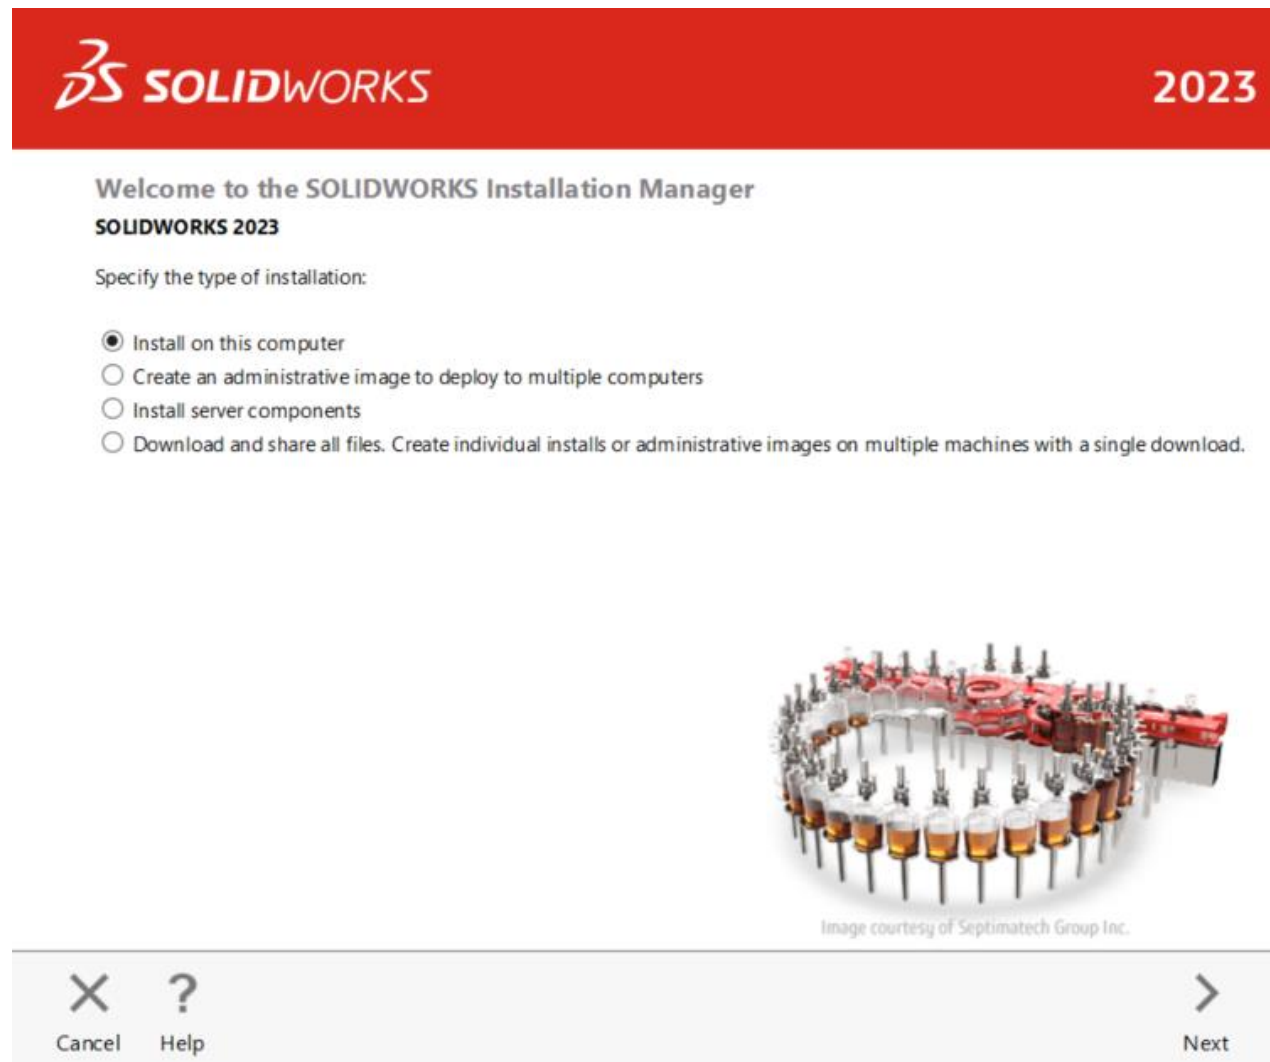 SOLIDWORKS
2023
Welcome to the SOLIDWORKS Installation Manager
SOLIDWORKS 2023
Specify the type of installation:
Install on this computer
Create an administrative image to deploy to multiple computers
Install server components
Download and share all files. Create individual installs or administrative images on multiple machines with a single download.
Image courtesy of Septimatech Group Inc.
? 
Cancel
Help
Next